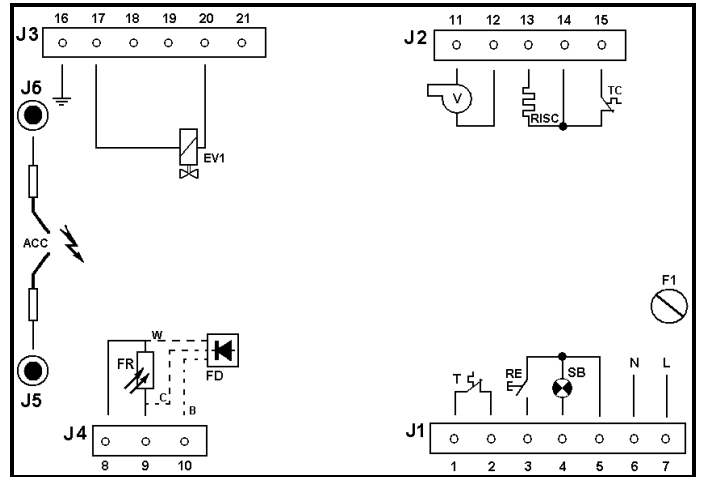 16 17 18 19 20 21
J3
11 12 13 14 15
J2
J6
V
RISC
TC
EV1
ACC
F1
W
FR
FD
C
B
J5
T
RE
SB
N
L
J4
8 9 10
J1
1 2 3 4 5 6 7